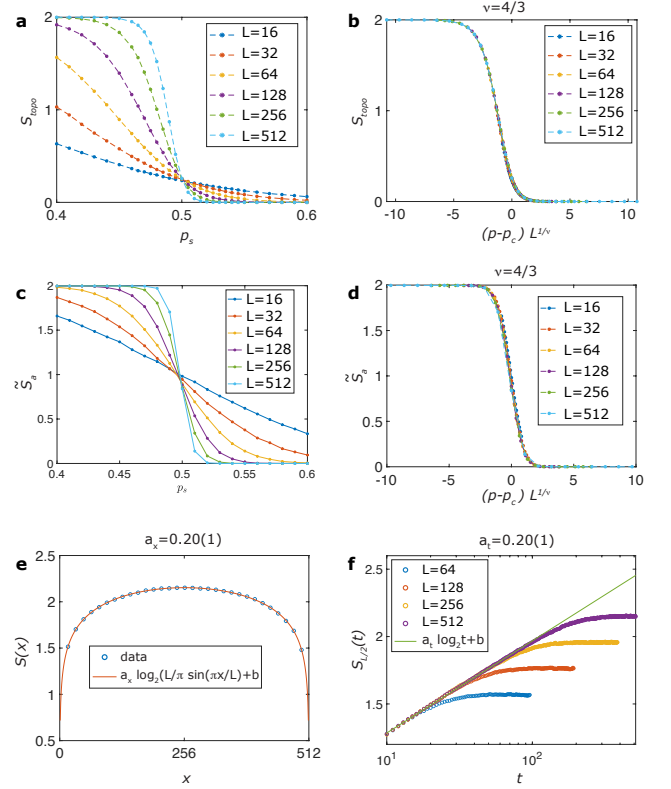 a
S_topo
2
1
0
0.4
0.5
0.6
p_s
L=16
L=32
L=64
L=128
L=256
L=512
b
ν=4/3
S_topo
2
1
0
-10
-5
0
5
10
(p-p_c) L^{1/ν}
L=16
L=32
L=64
L=128
L=256
L=512
c
S̃_a
2
1.5
1
0.5
0
0.4
0.45
0.5
0.55
0.6
p_s
L=16
L=32
L=64
L=128
L=256
L=512
d
ν=4/3
S̃_a
2
1.5
1
0.5
0
-10
-5
0
5
10
(p-p_c) L^{1/ν}
L=16
L=32
L=64
L=128
L=256
L=512
e
a_x=0.20(1)
S(x)
2.5
2
1.5
1
0.5
0
256
512
x
data
a_x log_2(L/π sin(πx/L)+b
f
a_t=0.20(1)
S_{L/2}(t)
2.5
2.0
1.5
10^1
10^2
t
L=64
L=128
L=256
L=512
a_t log_2t+b